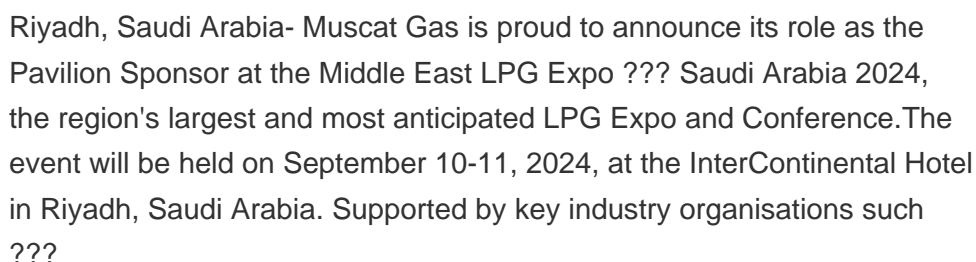 Riyadh, Saudi Arabia- Muscat Gas is proud to announce its role as the
Pavilion Sponsor at the Middle East LPG Expo ??? Saudi Arabia 2024,
the region's largest and most anticipated LPG Expo and Conference.The
event will be held on September 10-11, 2024, at the InterContinental Hotel
in Riyadh, Saudi Arabia. Supported by key industry organisations such
???